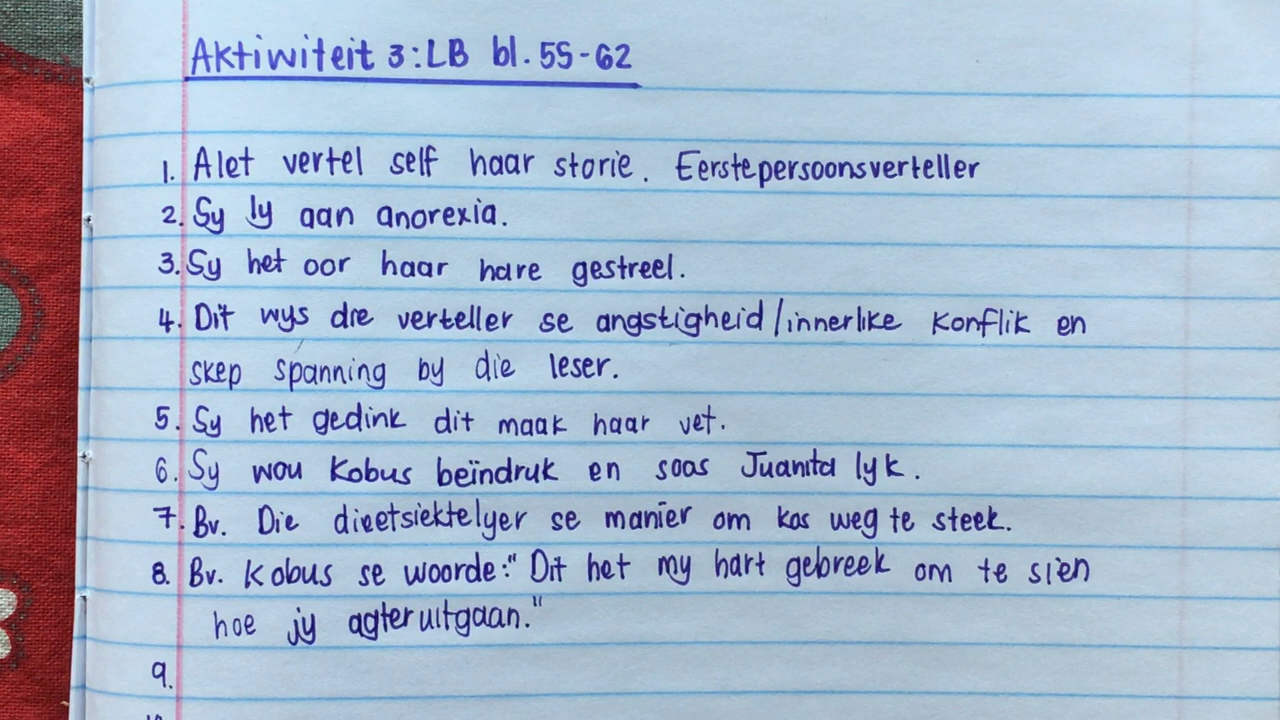 Aktiwiteit 3: LB bl. 55-62
1. Alet vertel self haar storie. Eerstepersoonsverteller
2. Sy ly aan anorexia.
3. Sy het oor haar hare gestreel.
4. Dit wys die verteller se angstigheid/innerlike konflik en
skep spanning by die leser.
5. Sy het gedink dit maak haar vet.
6. Sy wou Kobus beïndruk en soos Juanita lyk.
7. Bv. Die dieetsiektelyer se manier om kos weg te steek.
8. Bv. Kobus se woorde:" Dit het my hart gebreek om te sien
hoe jy agteruitgaan."
9.